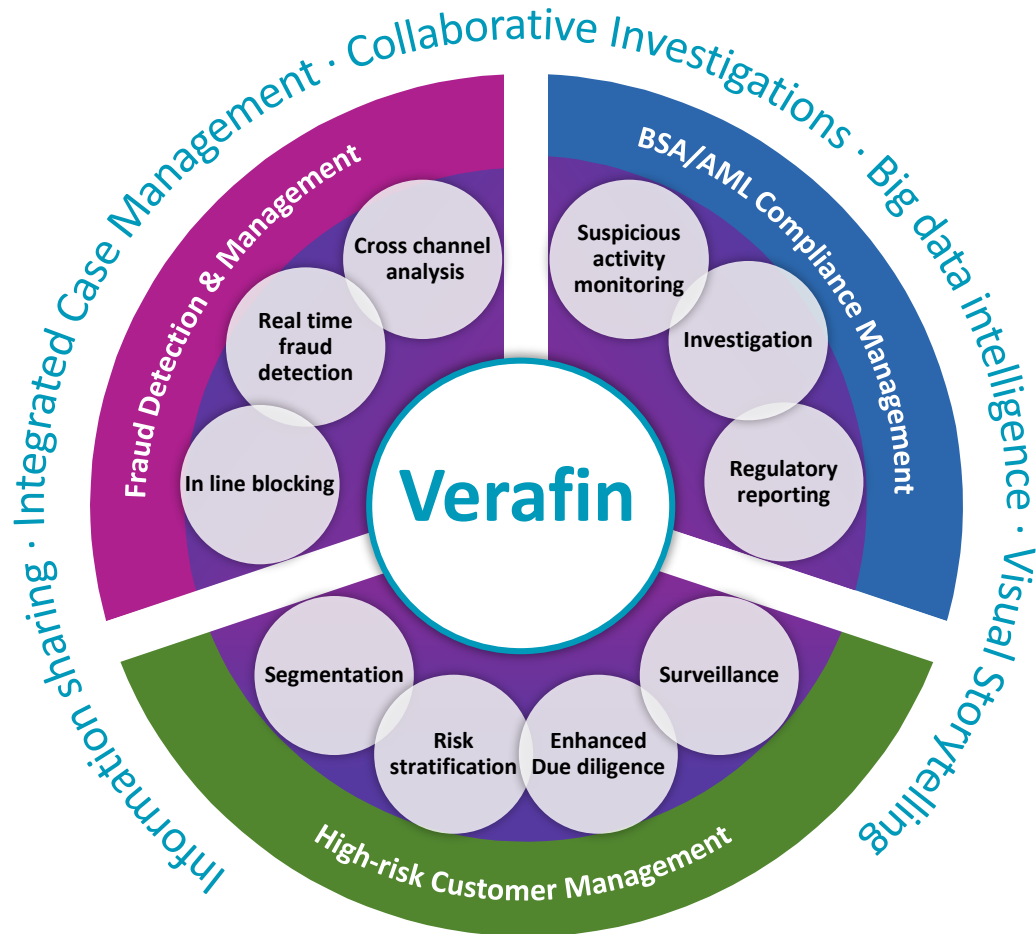 Information sharing · Integrated Case Management · Collaborative Investigations · Big data intelligence · Visual Storytelling
Fraud Detection & Management
Cross channel
analysis
Real time
fraud
detection
In line blocking
BSA/AML Compliance Management
Suspicious
activity
monitoring
Investigation
Regulatory
reporting
Verafin
Segmentation
Risk
stratification
Enhanced
Due diligence
Surveillance
High-risk Customer Management